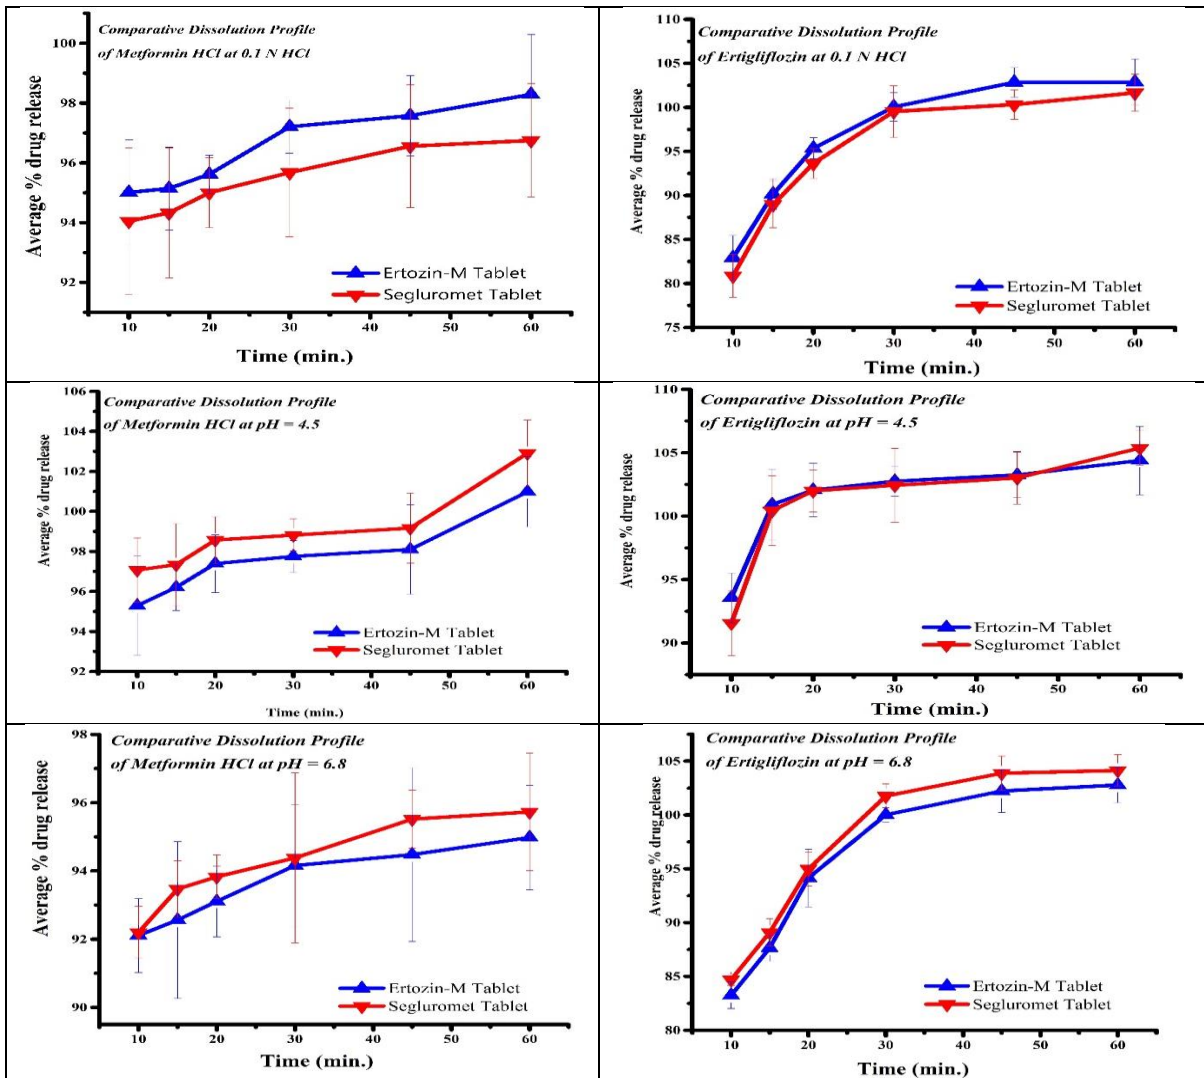 Comparative Dissolution Profile
of Metformin HCl at 0.1 N HCl
Average % drug release
100
98
96
94
92
Ertozin-M Tablet
Segluromet Tablet
10 20 30 40 50 60
Time (min.)
Comparative Dissolution Profile
of Ertigliflozin at 0.1 N HCl
Average % drug release
110
105
100
95
90
85
80
75
Ertozin-M Tablet
Segluromet Tablet
10 20 30 40 50 60
Time (min.)
Comparative Dissolution Profile
of Metformin HCl at pH = 4.5
Average % drug release
106
104
102
100
98
96
94
92
Ertozin-M Tablet
Segluromet Tablet
10 20 30 40 50 60
Time (min.)
Comparative Dissolution Profile
of Ertigliflozin at pH = 4.5
Average % drug release
110
105
100
95
90
Ertozin-M Tablet
Segluromet Tablet
10 20 30 40 50 60
Time (min.)
Comparative Dissolution Profile
of Metformin HCl at pH = 6.8
Average % drug release
98
96
94
92
90
Ertozin-M Tablet
Segluromet Tablet
10 20 30 40 50 60
Time (min.)
Comparative Dissolution Profile
of Ertigliflozin at pH = 6.8
Average % drug release
105
100
95
90
85
80
Ertozin-M Tablet
Segluromet Tablet
10 20 30 40 50 60
Time (min.)